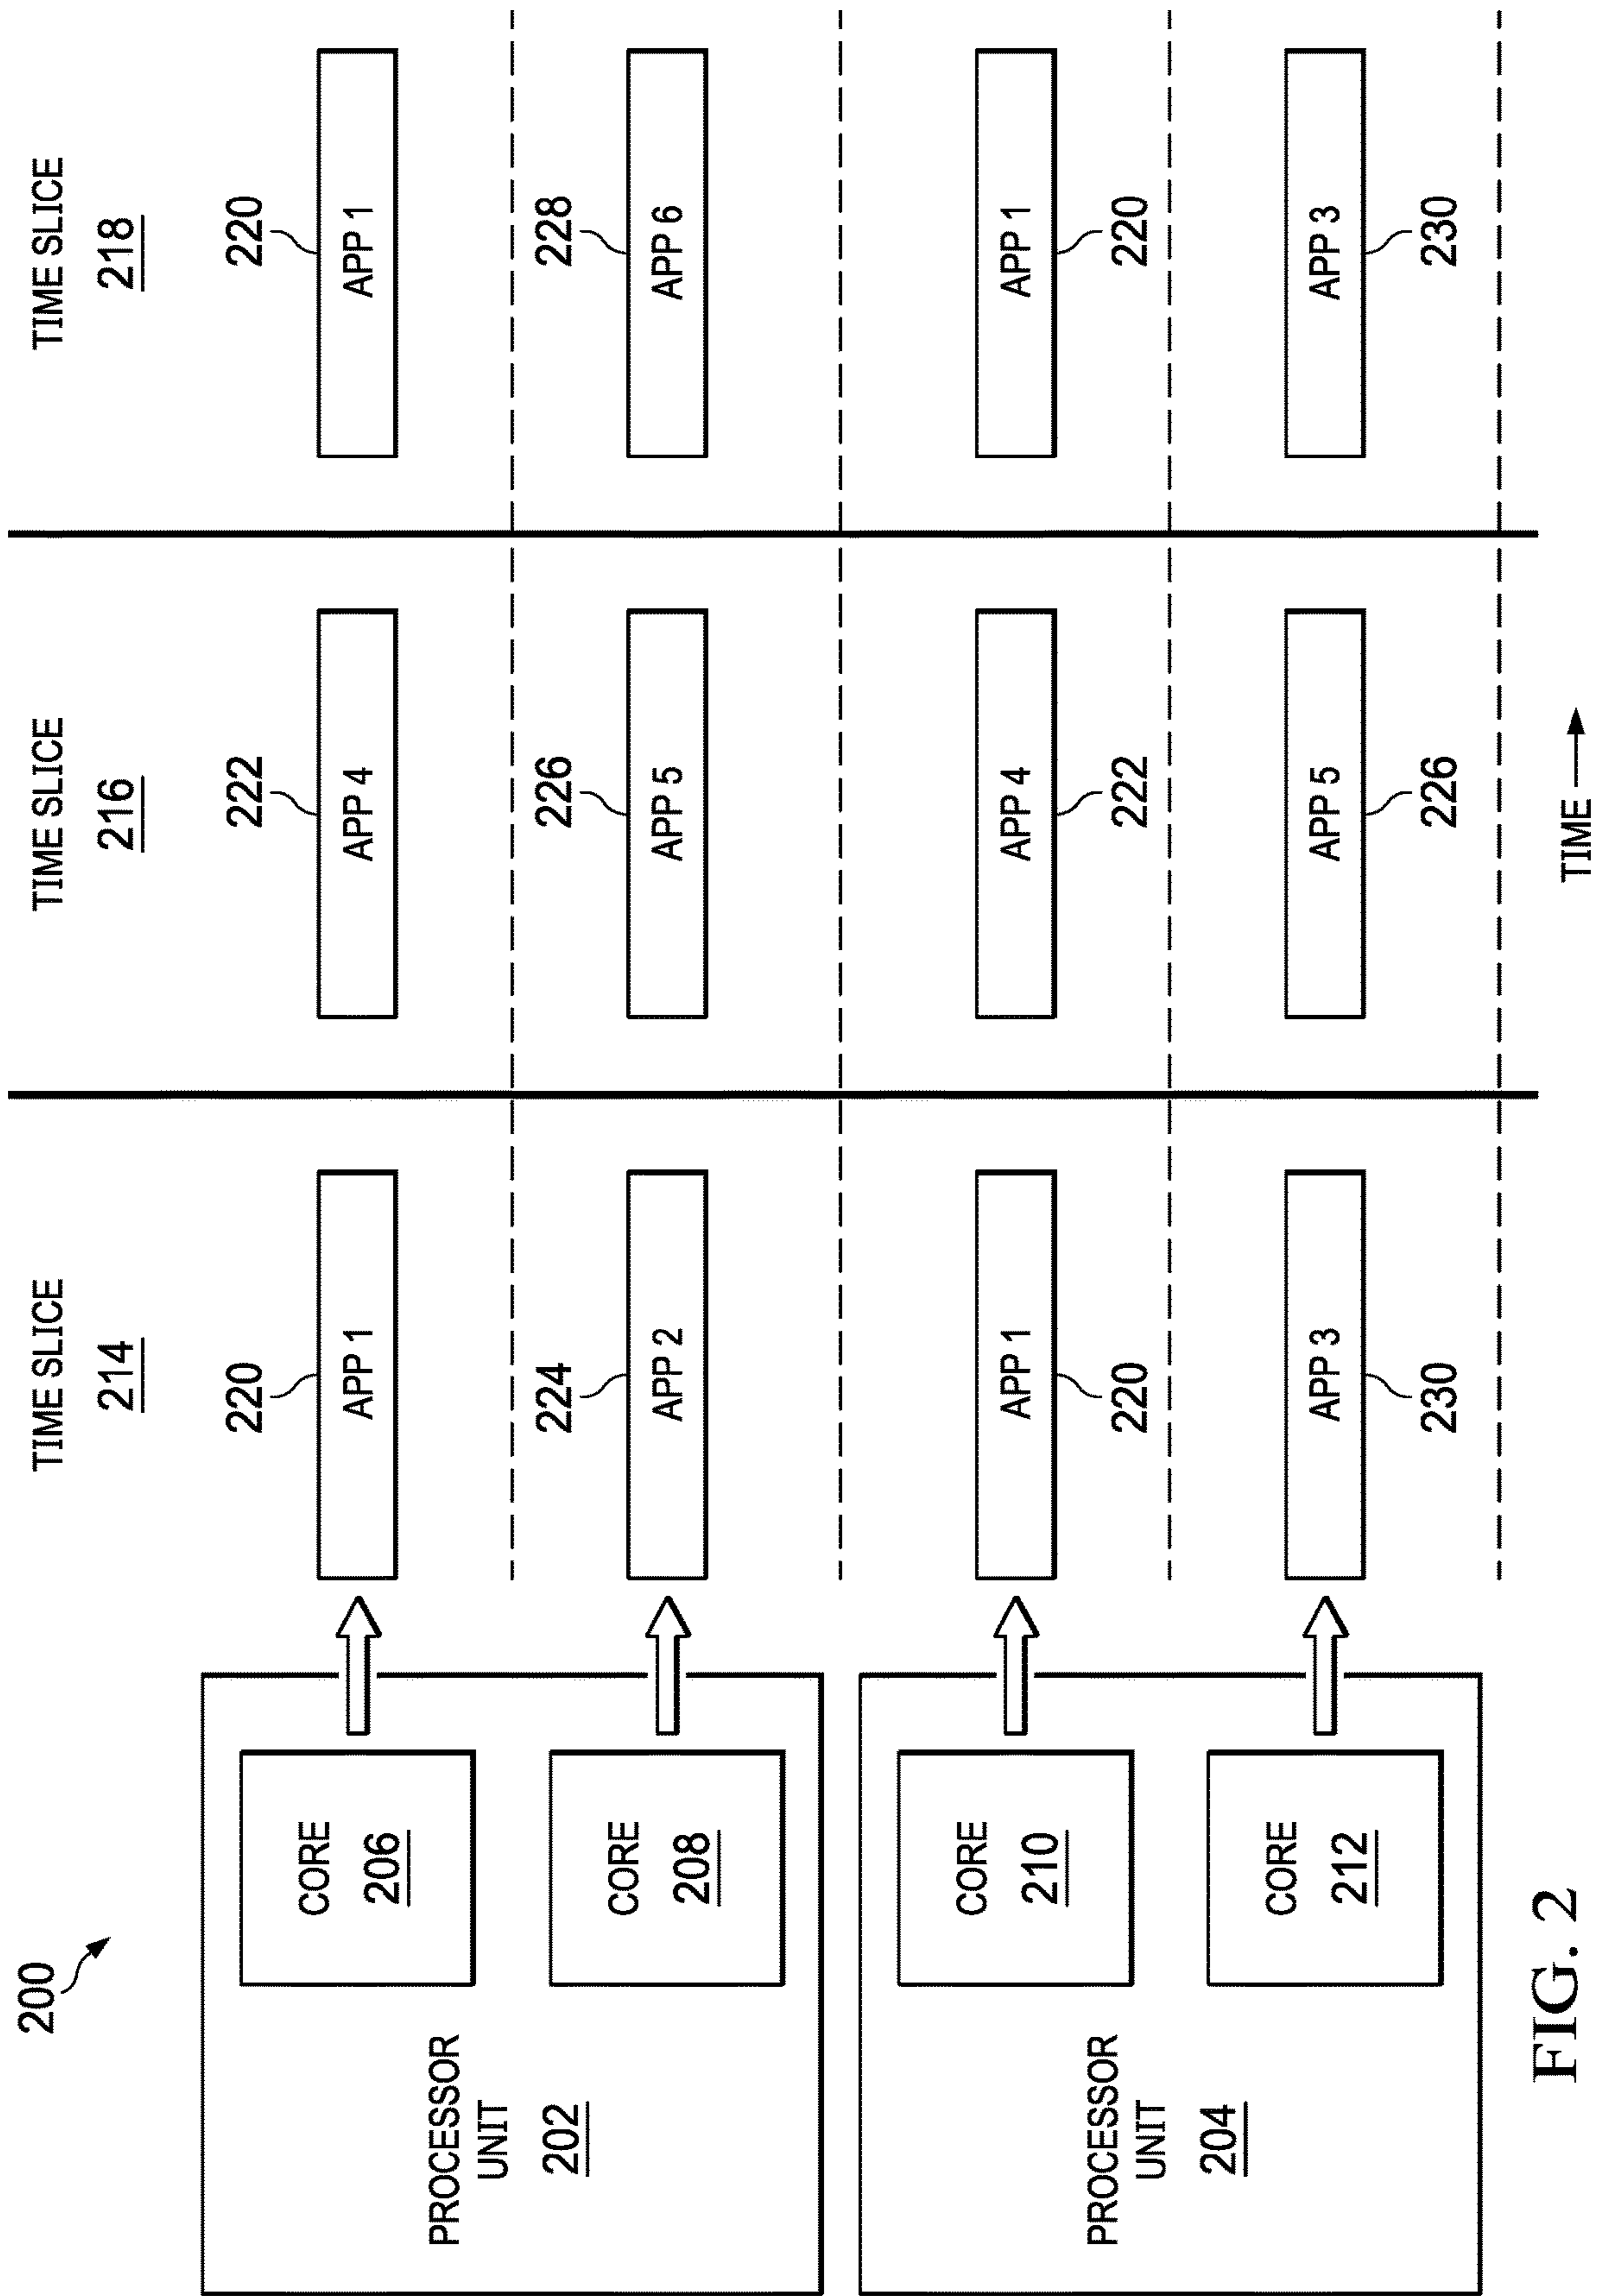 200
TIME SLICE
214
TIME SLICE
216
TIME SLICE
218
PROCESSOR
UNIT
202
CORE
206
220
APP 1
222
APP 4
220
APP 1
CORE
208
224
APP 2
226
APP 5
228
APP 6
PROCESSOR
UNIT
204
CORE
210
APP 1
220
APP 4
222
APP 1
220
CORE
212
APP 3
230
APP 5
226
APP 3
230
TIME
FIG. 2